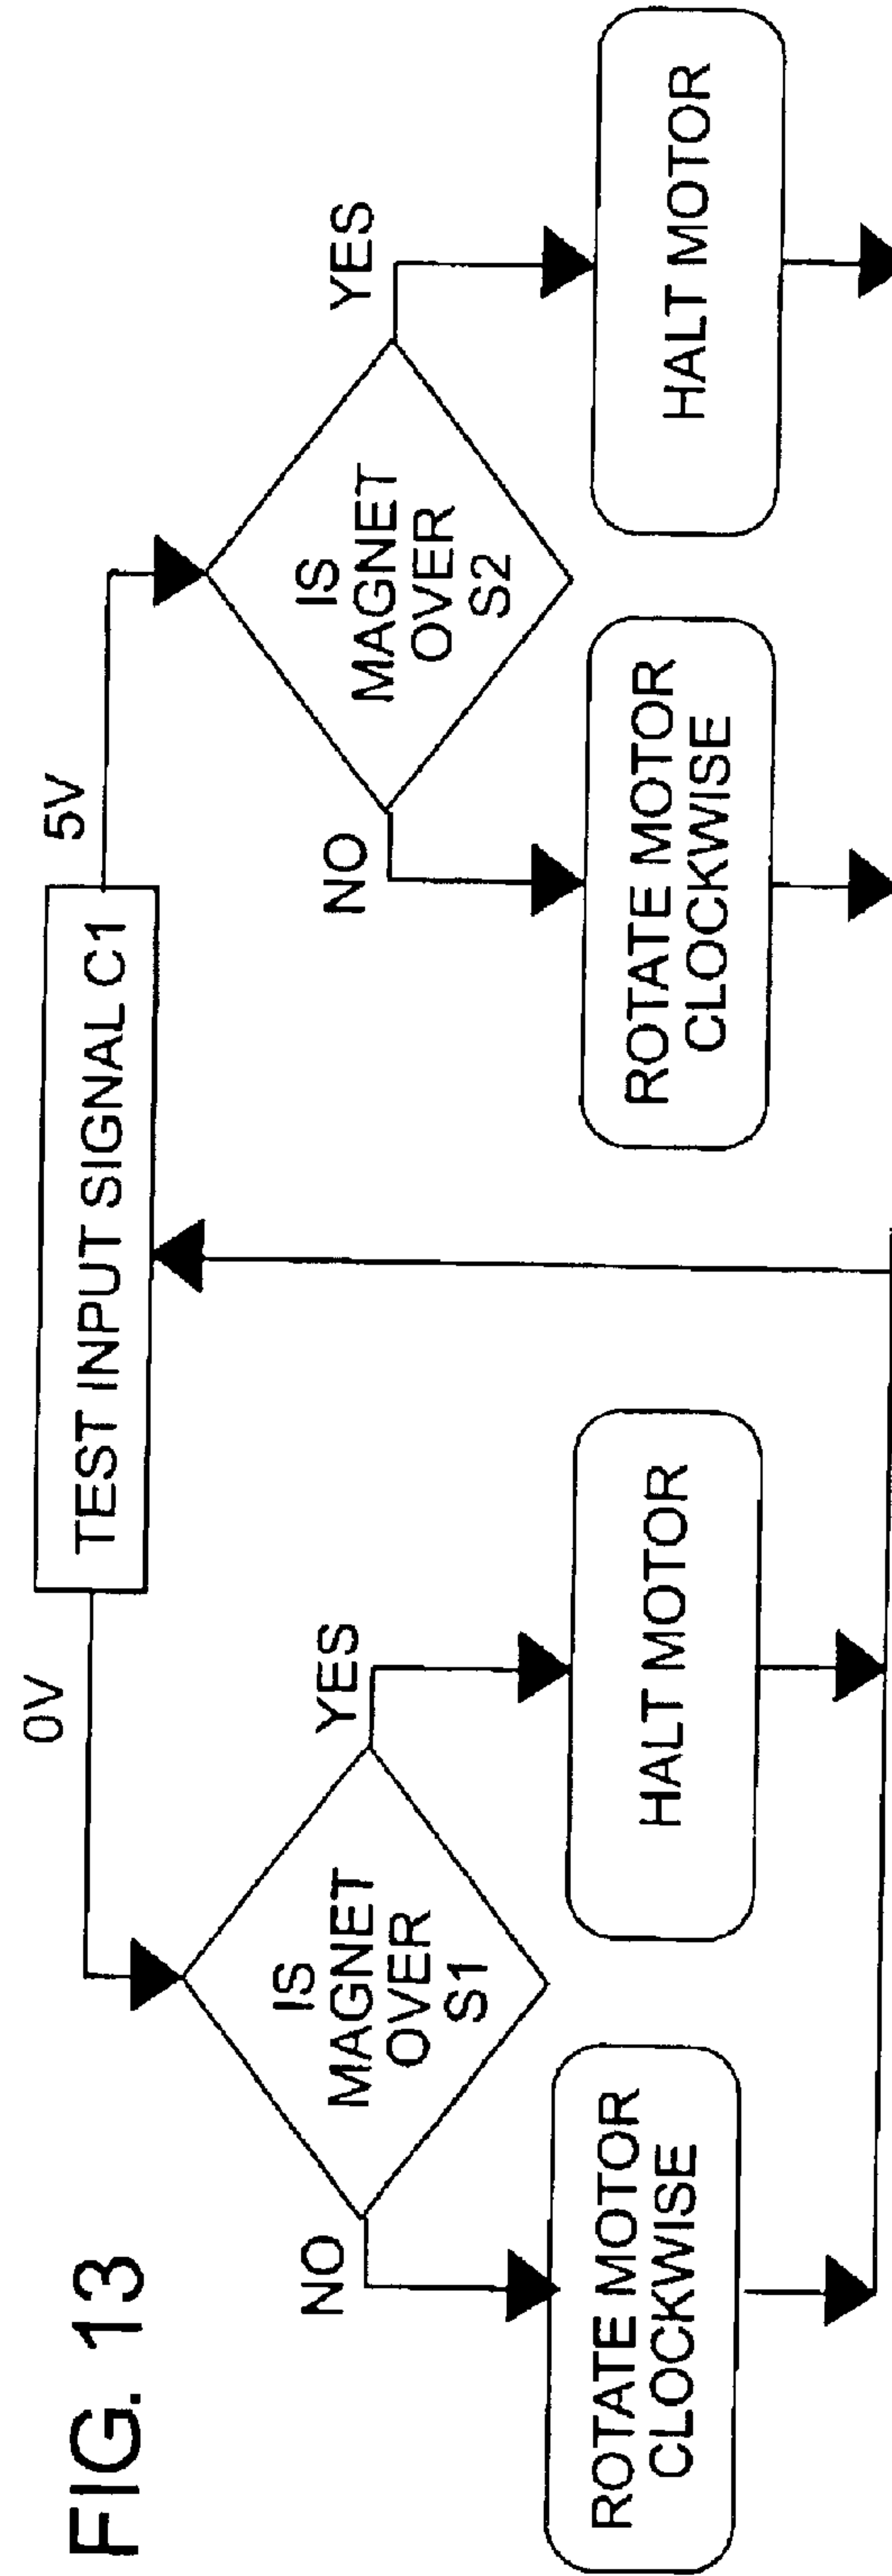 FIG. 13
TEST INPUT SIGNAL C1
0V
5V
IS
MAGNET
OVER
S1
NO
YES
ROTATE MOTOR
CLOCKWISE
HALT MOTOR
IS
MAGNET
OVER
S2
NO
YES
ROTATE MOTOR
CLOCKWISE
HALT MOTOR